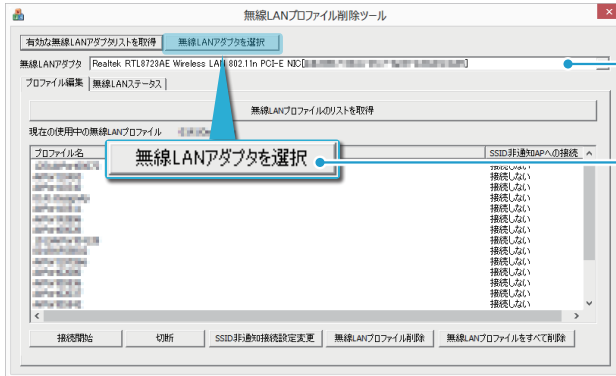 無線LANプロファイル削除ツール
有効な無線LANアダプタリストを取得 無線LANアダプタを選択
無線LANアダプタ Realtek RTL8723AE Wireless LAN 802.11n PCI-E NIC[ ]
プロファイル編集 無線LANステータス
無線LANプロファイルのリストを取得
現在の使用中の無線LANプロファイル
プロファイル名 SSID非通知APへの接続
無線LANアダプタを選択
接続しない
接続しない
接続しない
接続しない
接続しない
接続しない
接続しない
接続しない
接続しない
接続しない
接続しない
接続しない
接続しない
接続しない
接続開始 切断 SSID非通知接続設定変更 無線LANプロファイル削除 無線LANプロファイルをすべて削除